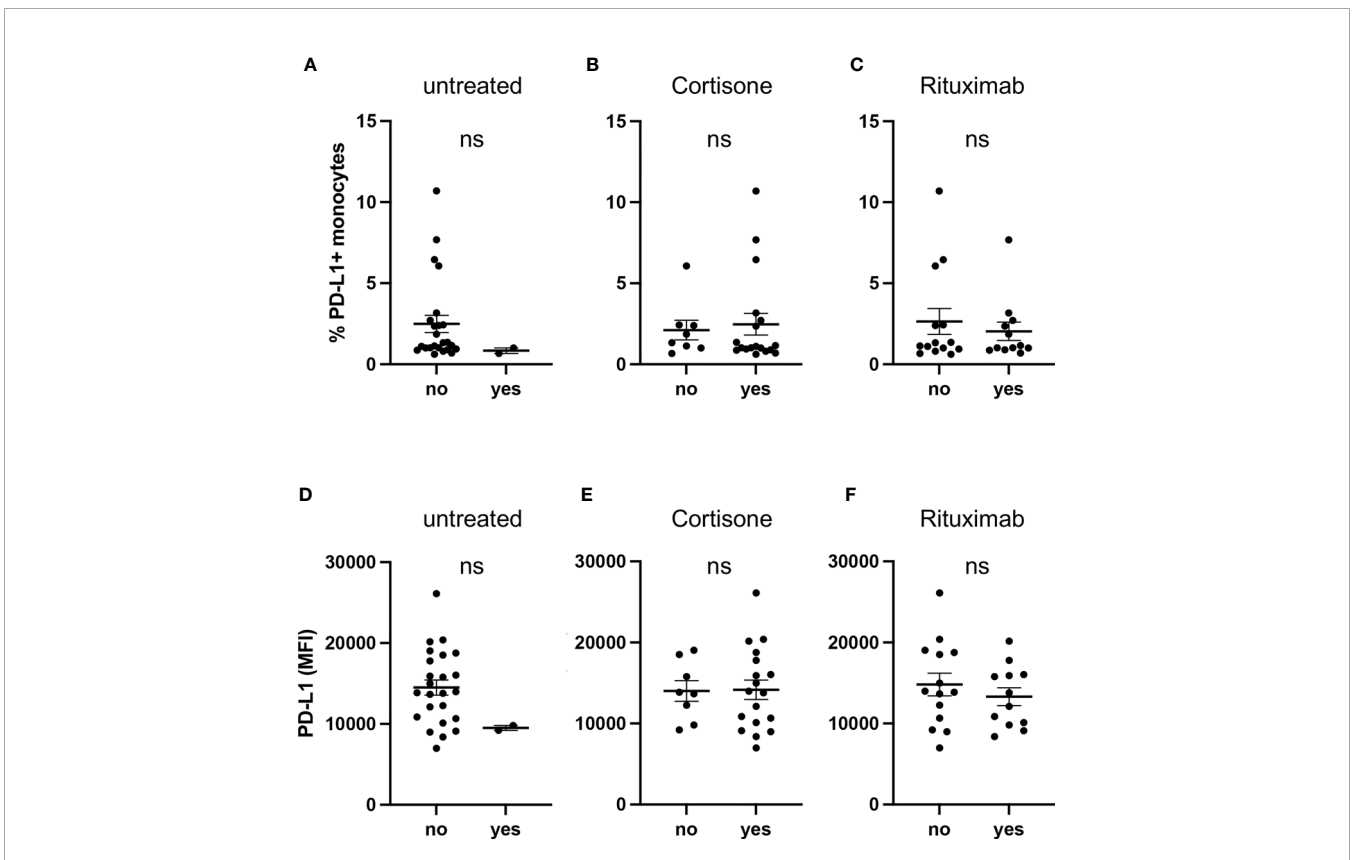 A
B
C
untreated
Cortisone
Rituximab
% PD-L1+ monocytes
15
10
5
0
ns
no
yes
15
10
5
0
ns
no
yes
15
10
5
0
ns
no
yes
D
E
F
untreated
Cortisone
Rituximab
PD-L1 (MFI)
30000
20000
10000
0
ns
no
yes
30000
20000
10000
0
ns
no
yes
30000
20000
10000
0
ns
no
yes